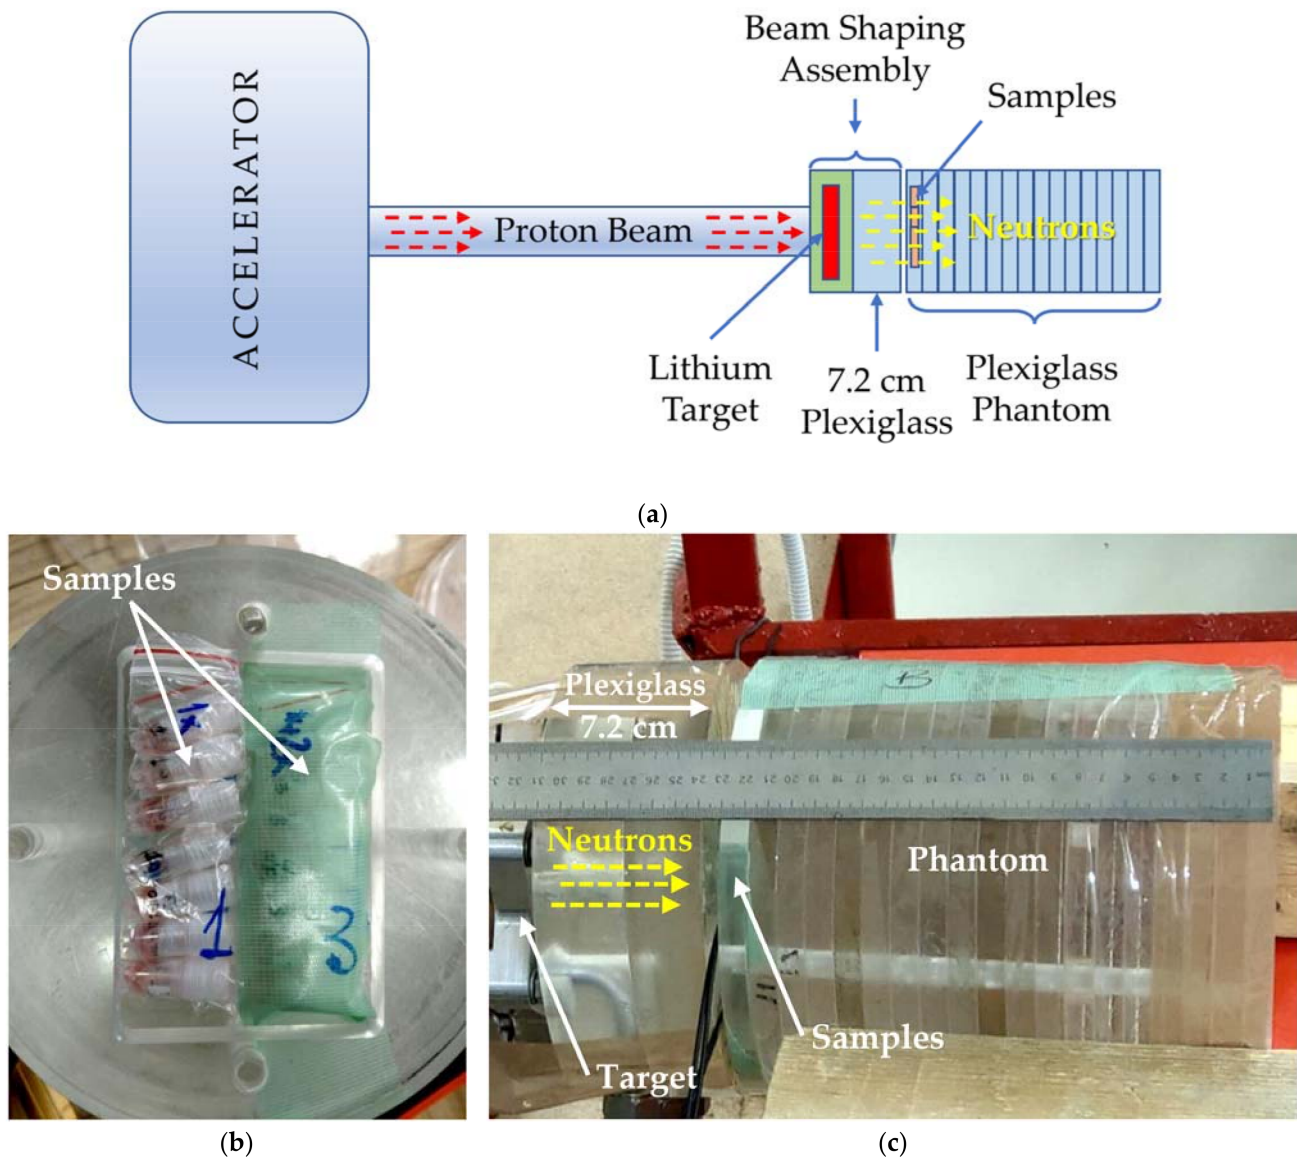 Beam Shaping
Assembly
Samples
ACCELERATOR
Proton Beam
Neutrons
Lithium
Target
7.2 cm
Plexiglass
Plexiglass
Phantom
(a)
Samples
1x
1
3
Plexiglass
7.2 cm
Neutrons
Phantom
Samples
Target
(b)
(c)